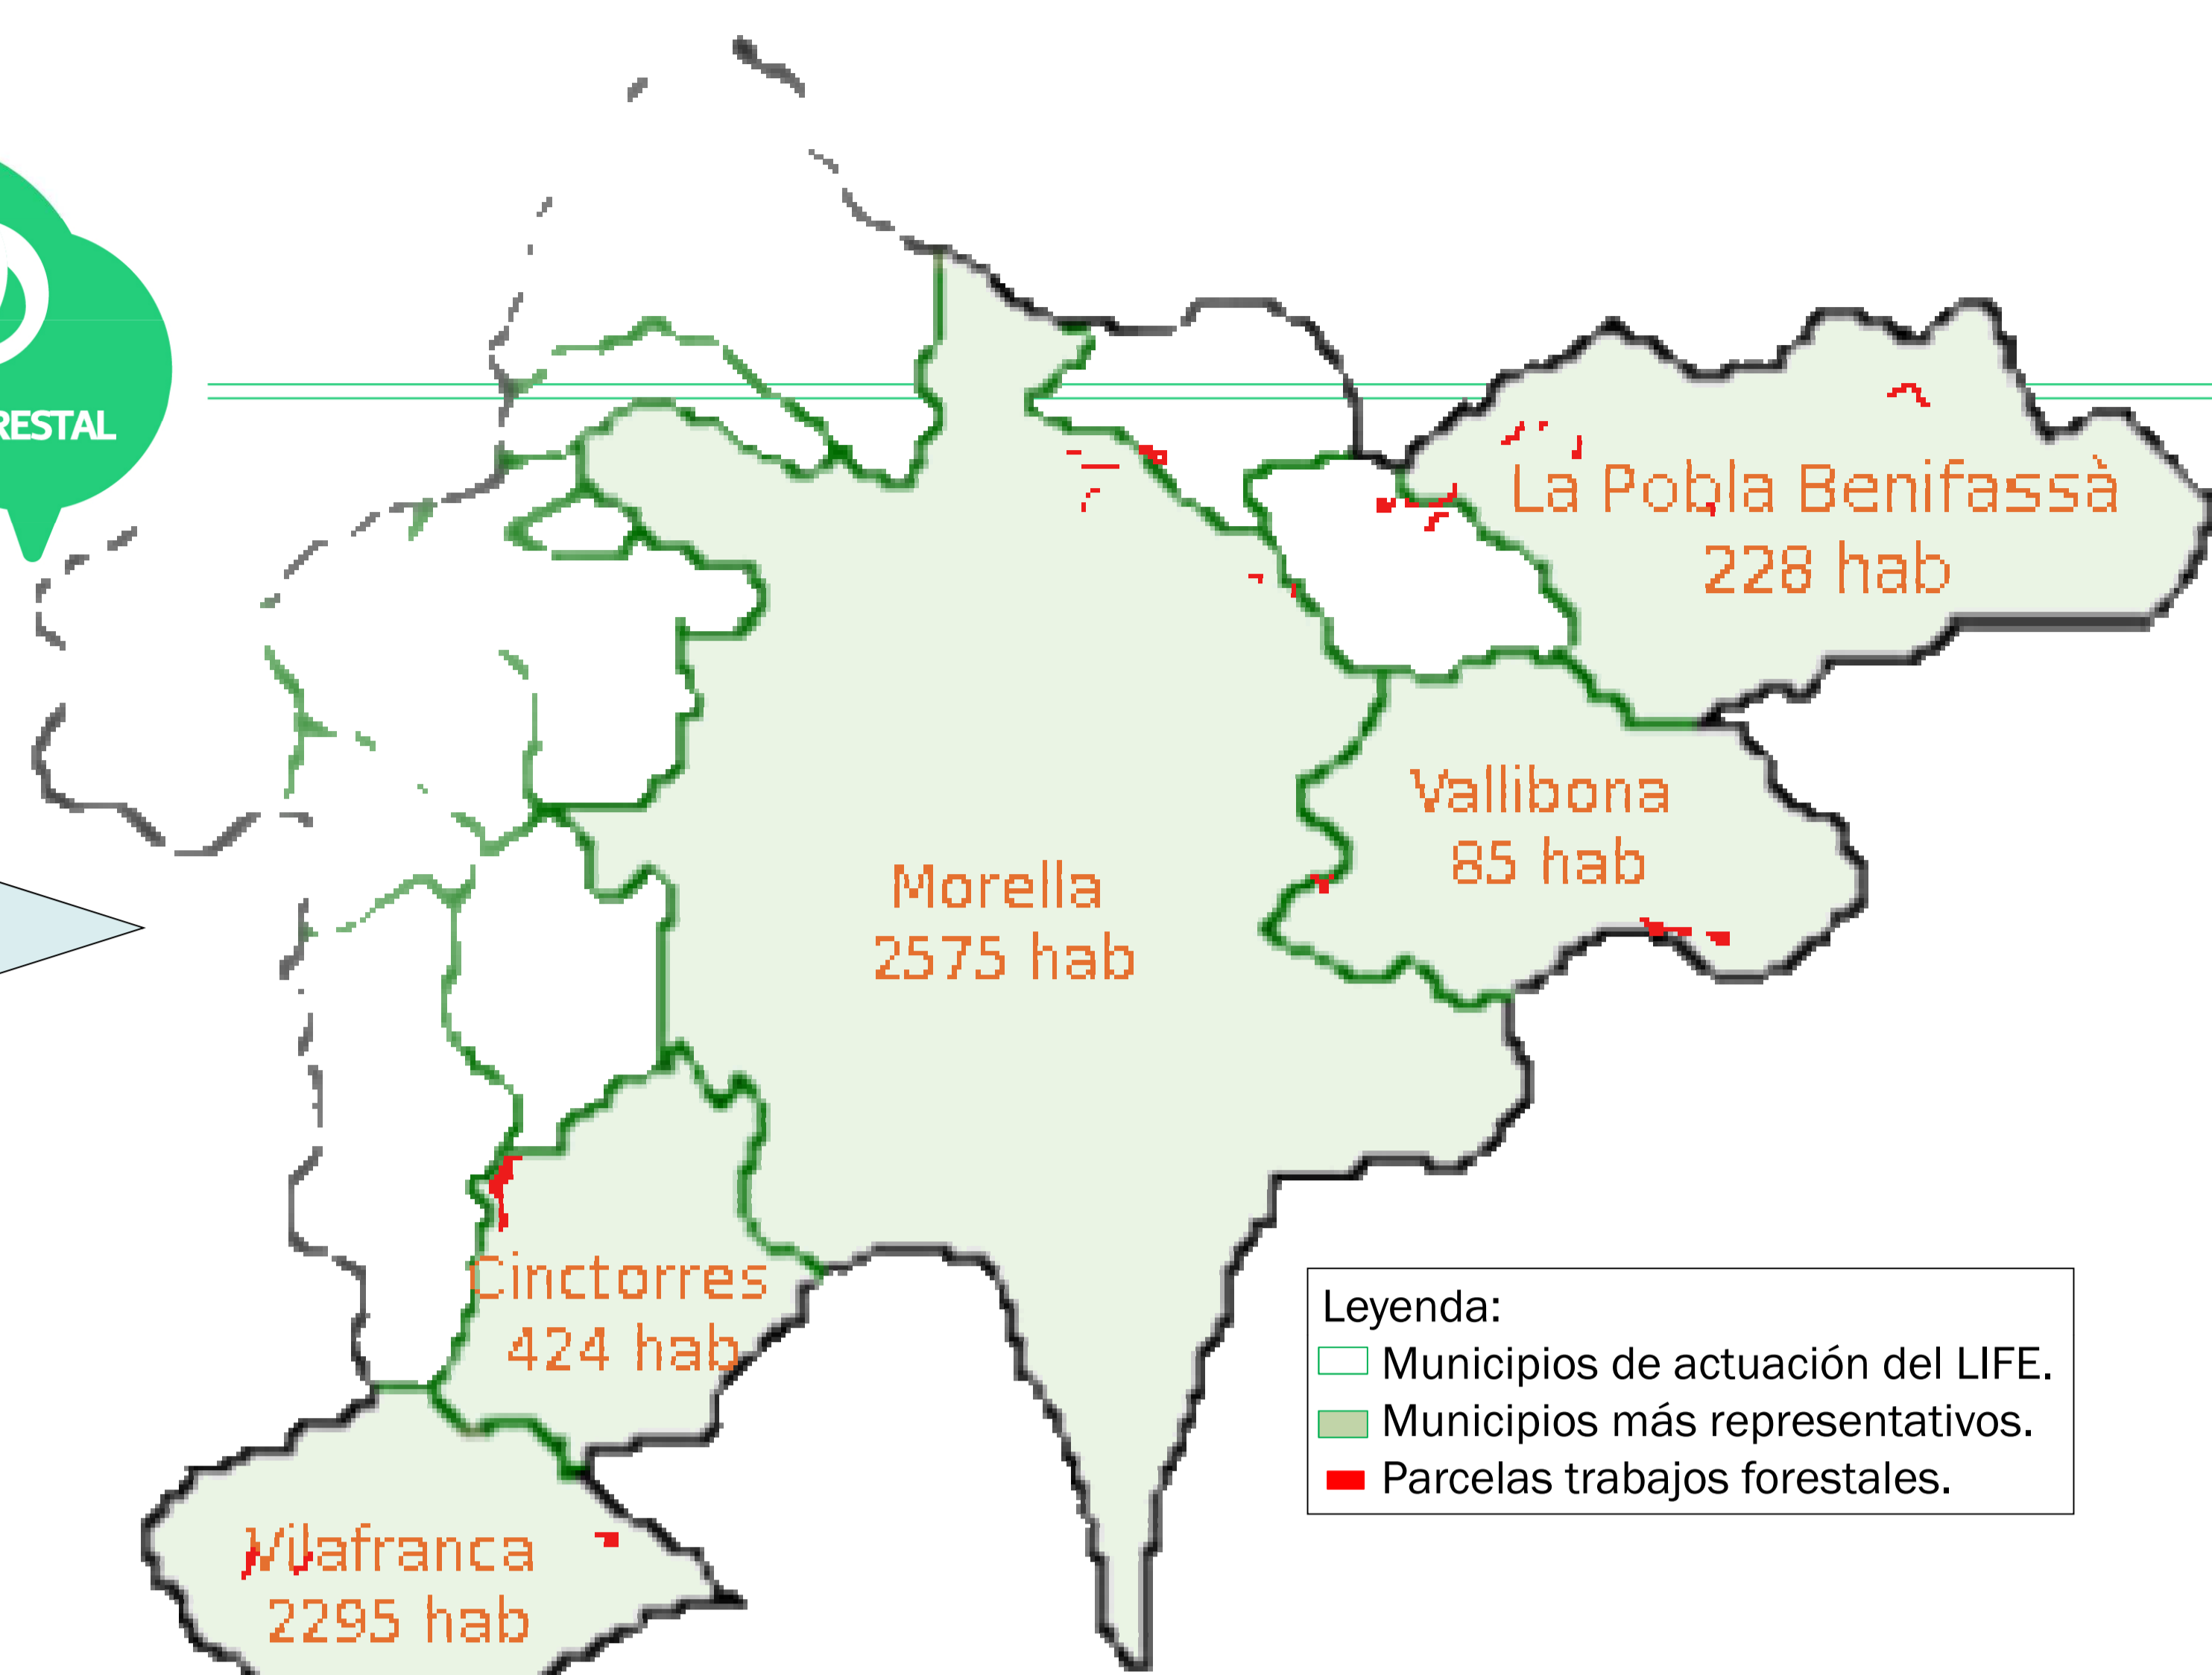 RESTAL
La Pobla Benifassà
228 hab
Vallibona
85 hab
Morella
2575 hab
Cinctorres
424 hab
Vilafranca
2295 hab
Leyenda:
Municipios de actuación del LIFE.
Municipios más representativos.
Parcelas trabajos forestales.